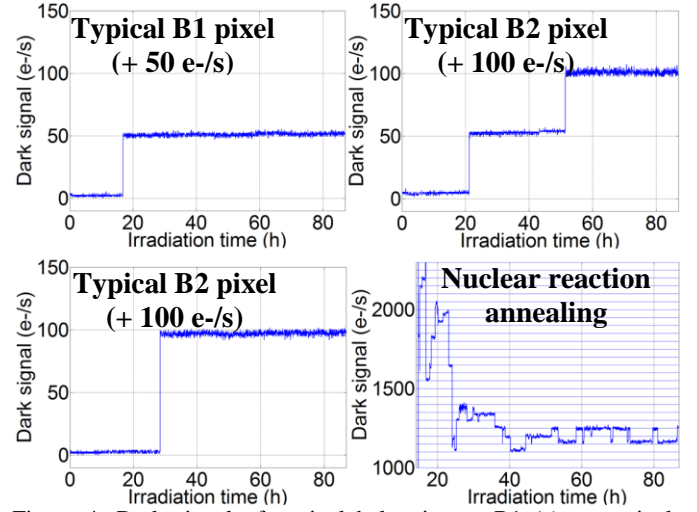 Typical B1 pixel
(+ 50 e-/s)
Dark signal (e-/s)
150
100
50
0
0 20 40 60 80
Irradiation time (h)
Typical B2 pixel
(+ 100 e-/s)
Dark signal (e-/s)
150
100
50
0
0 20 40 60 80
Irradiation time (h)
Typical B2 pixel
(+ 100 e-/s)
Dark signal (e-/s)
150
100
50
0
0 20 40 60 80
Irradiation time (h)
Nuclear reaction
annealing
Dark signal (e-/s)
2000
1500
1000
20 40 60 80
Irradiation time (h)